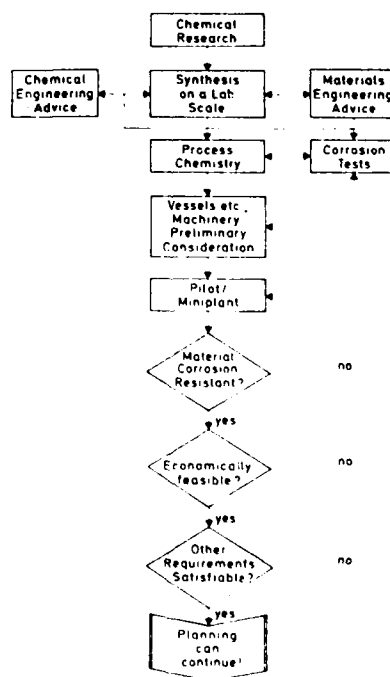 Chemical
Research
Chemical
Engineering
Advice
Synthesis
on a Lab:
Scale
Materials
Engineering
Advice
Process
Chemistry
Corrosion
Tests
Vessels etc.,
Machinery
Preliminary
Consideration
Pilot/
Miniplant
Material
Corrosion
Resistant?
no
yes
Economically
feasible?
no
yes
Other
Requirements
Satisfiable?
no
yes
Planning
can
continue!